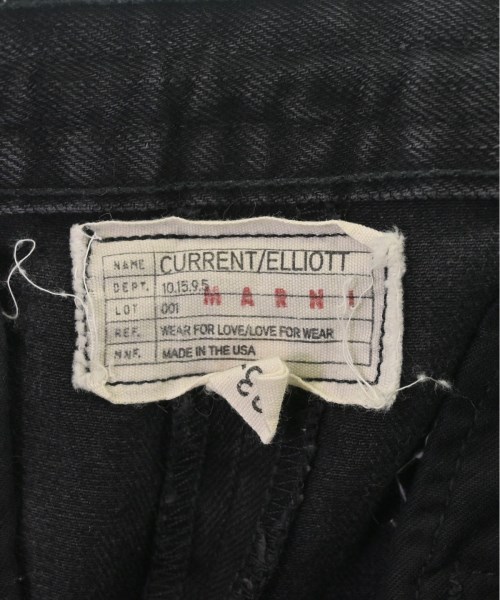 NAME CURRENT/ELLIOTT
DEPT. 10.15.9.5
MARNI
LOT 001
REF. WEAR FOR LOVE/LOVE FOR WEAR
MNF. MADE IN THE USA